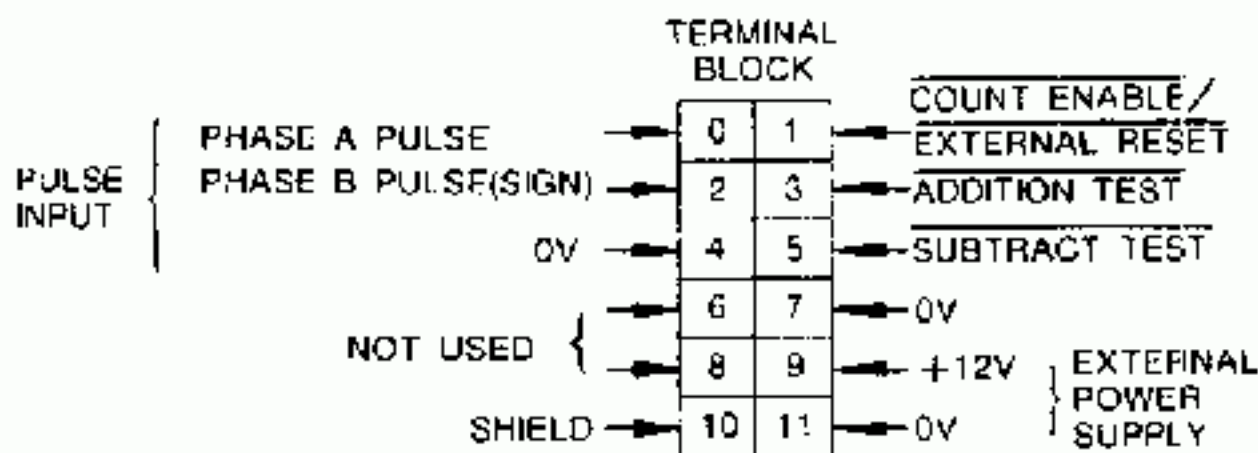 TERMINAL
BLOCK
PULSE
INPUT
PHASE A PULSE
0
1
COUNT ENABLE/
EXTERNAL RESET
PHASE B PULSE(SIGN)
2
3
ADDITION TEST
0V
4
5
SUBTRACT TEST
NOT USED
6
7
0V
8
9
+12V
EXTERNAL
POWER
SUPPLY
SHIELD
10
11
0V